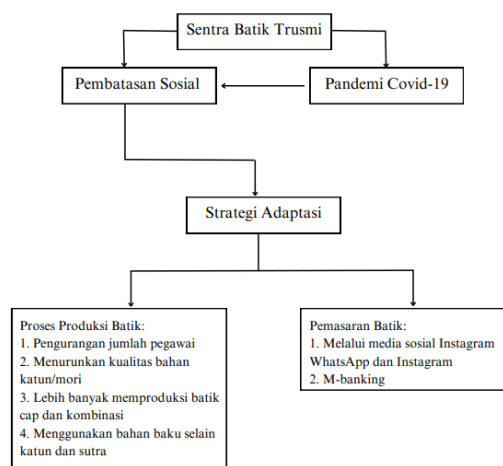 Sentra Batik Trusmi
Pembatasan Sosial
Pandemi Covid-19
Strategi Adaptasi
Proses Produksi Batik:
1. Pengurangan jumlah pegawai
2. Menurunkan kualitas bahan
katun/mori
3. Lebih banyak memproduksi batik
cap dan kombinasi
4. Menggunakan bahan baku selain
katun dan sutra
Pemasaran Batik:
1. Melalui media sosial Instagram
WhatsApp dan Instagram
2. M-banking